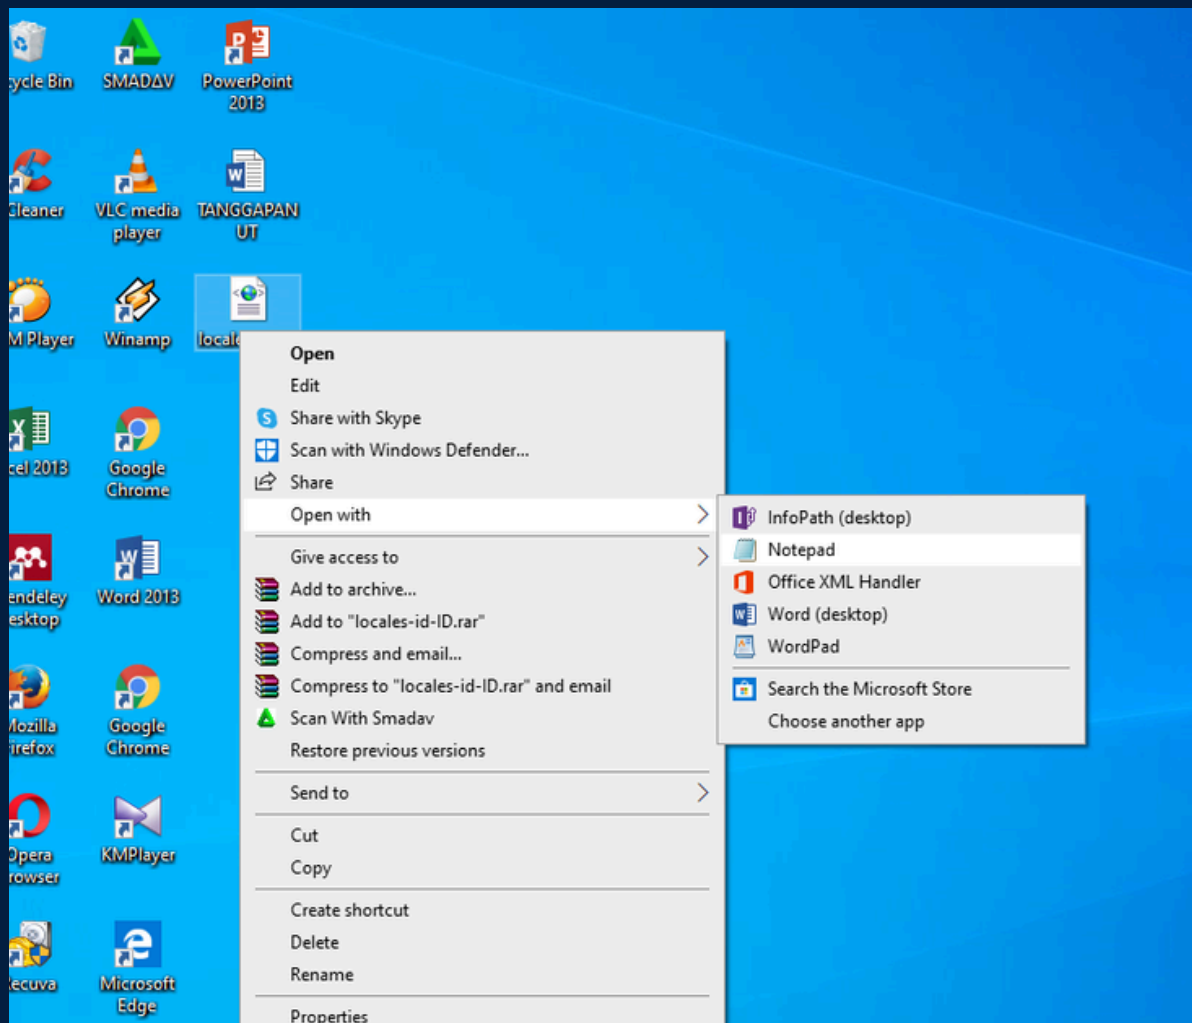 ycle Bin
SMADΔV
PowerPoint
2013
Cleaner
VLC media
player
TANGGAPAN
UT
M Player
Winamp
locale
cel 2013
Google
Chrome
endeley
esktop
Word 2013
Mozilla
irefox
Google
Chrome
Opera
rowser
KMPlayer
Recuva
Microsoft
Edge
Open
Edit
Share with Skype
Scan with Windows Defender...
Share
Open with
Give access to
Add to archive...
Add to "locales-id-ID.rar"
Compress and email...
Compress to "locales-id-ID.rar" and email
Scan With Smadav
Restore previous versions
Send to
Cut
Copy
Create shortcut
Delete
Rename
Properties
InfoPath (desktop)
Notepad
Office XML Handler
Word (desktop)
WordPad
Search the Microsoft Store
Choose another app